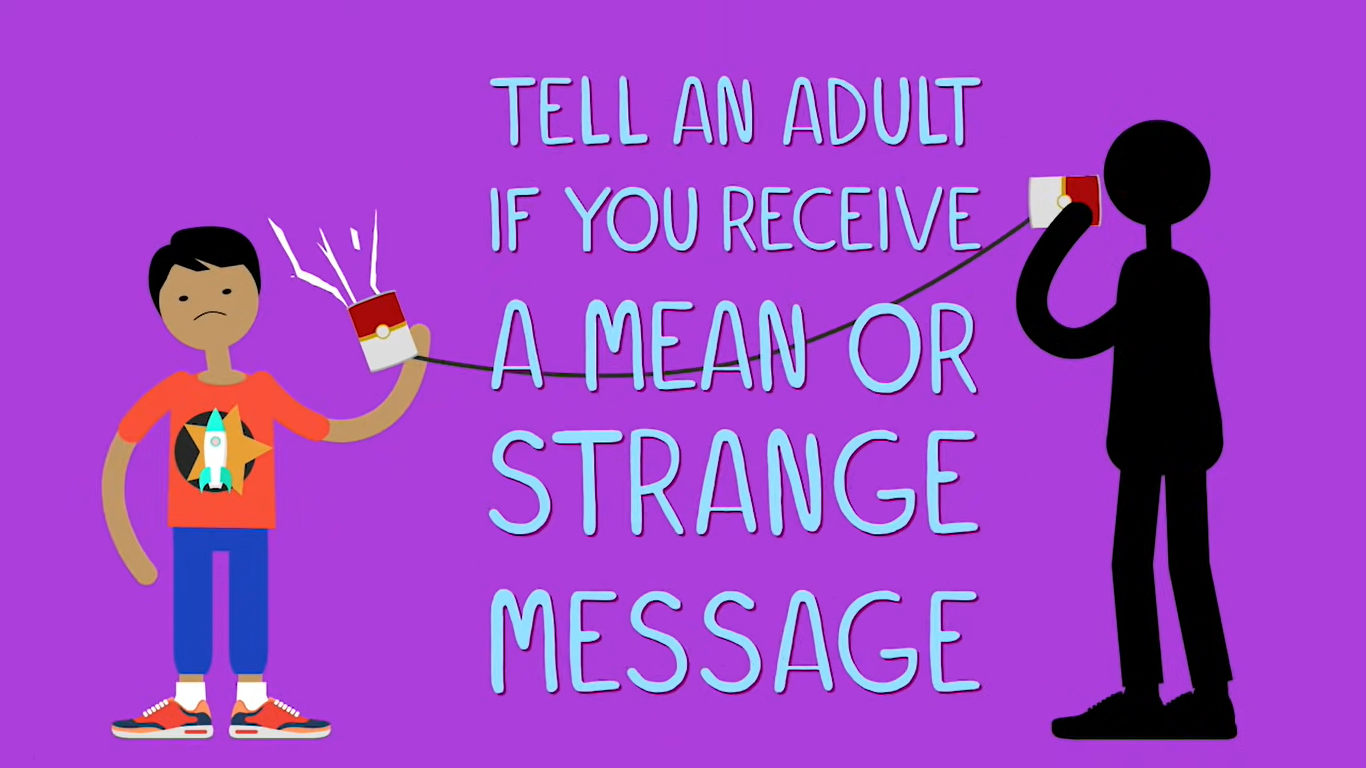 TELL AN ADULT
IF YOU RECEIVE
A MEAN OR
STRANGE
MESSAGE